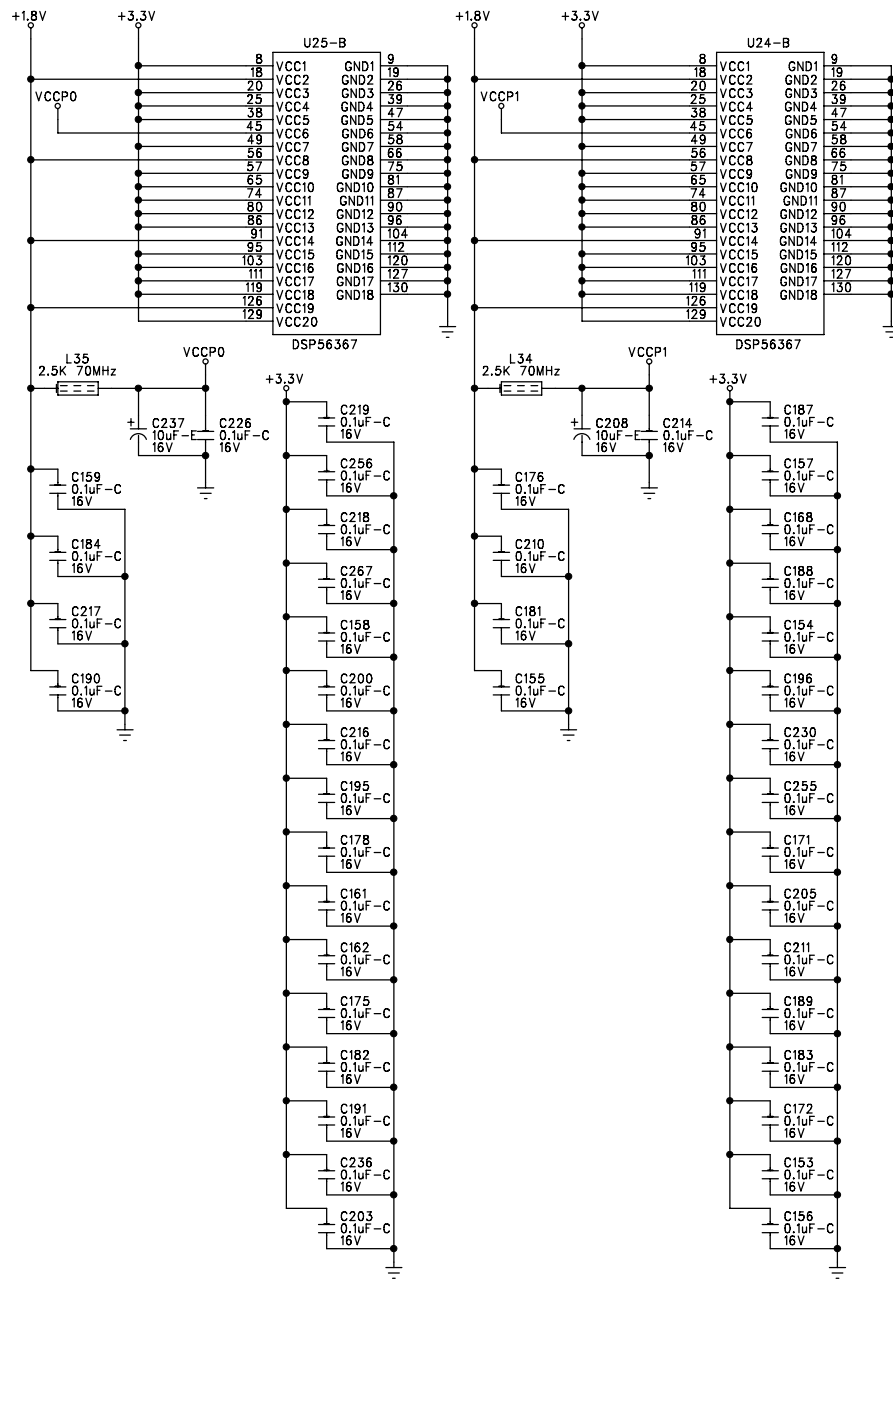 +1.8V
+3.3V
VCCP0
U25-B
8 VCC1 GND1 9
18 VCC2 GND2 19
20 VCC3 GND3 26
25 VCC4 GND4 39
38 VCC5 GND5 47
45 VCC6 GND6 54
49 VCC7 GND7 58
56 VCC8 GND8 66
57 VCC9 GND9 75
65 VCC10 GND10 81
74 VCC11 GND11 87
80 VCC12 GND12 90
86 VCC13 GND13 96
91 VCC14 GND14 104
95 VCC15 GND15 112
103 VCC16 GND16 120
111 VCC17 GND17 127
119 VCC18 GND18 130
126 VCC19
129 VCC20
DSP56367
L35
2.5K 70MHz
VCCP0
+
C237
10uF-E
16V
C226
0.1uF-C
16V
C159
0.1uF-C
16V
C184
0.1uF-C
16V
C217
0.1uF-C
16V
C190
0.1uF-C
16V
+3.3V
C219
0.1uF-C
16V
C256
0.1uF-C
16V
C218
0.1uF-C
16V
C267
0.1uF-C
16V
C158
0.1uF-C
16V
C200
0.1uF-C
16V
C216
0.1uF-C
16V
C195
0.1uF-C
16V
C178
0.1uF-C
16V
C161
0.1uF-C
16V
C162
0.1uF-C
16V
C175
0.1uF-C
16V
C182
0.1uF-C
16V
C191
0.1uF-C
16V
C236
0.1uF-C
16V
C203
0.1uF-C
16V
+1.8V
+3.3V
VCCP1
U24-B
8 VCC1 GND1 9
18 VCC2 GND2 19
20 VCC3 GND3 26
25 VCC4 GND4 39
38 VCC5 GND5 47
45 VCC6 GND6 54
49 VCC7 GND7 58
56 VCC8 GND8 66
57 VCC9 GND9 75
65 VCC10 GND10 81
74 VCC11 GND11 87
80 VCC12 GND12 90
86 VCC13 GND13 96
91 VCC14 GND14 104
95 VCC15 GND15 112
103 VCC16 GND16 120
111 VCC17 GND17 127
119 VCC18 GND18 130
126 VCC19
129 VCC20
DSP56367
L34
2.5K 70MHz
VCCP1
+
C208
10uF-E
16V
C214
0.1uF-C
16V
C176
0.1uF-C
16V
C210
0.1uF-C
16V
C181
0.1uF-C
16V
C155
0.1uF-C
16V
+3.3V
C187
0.1uF-C
16V
C157
0.1uF-C
16V
C168
0.1uF-C
16V
C188
0.1uF-C
16V
C154
0.1uF-C
16V
C196
0.1uF-C
16V
C230
0.1uF-C
16V
C255
0.1uF-C
16V
C171
0.1uF-C
16V
C205
0.1uF-C
16V
C211
0.1uF-C
16V
C189
0.1uF-C
16V
C183
0.1uF-C
16V
C172
0.1uF-C
16V
C153
0.1uF-C
16V
C156
0.1uF-C
16V